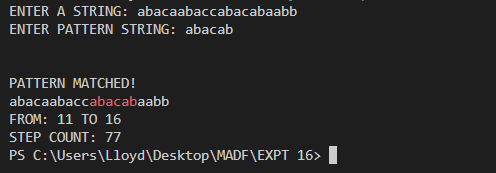 ENTER A STRING: abacaabaccabacabaabb
ENTER PATTERN STRING: abacab
PATTERN MATCHED!
abacaabaccabacabaabb
FROM: 11 TO 16
STEP COUNT: 77
PS C:\Users\Lloyd\Desktop\MADF\EXPT 16>